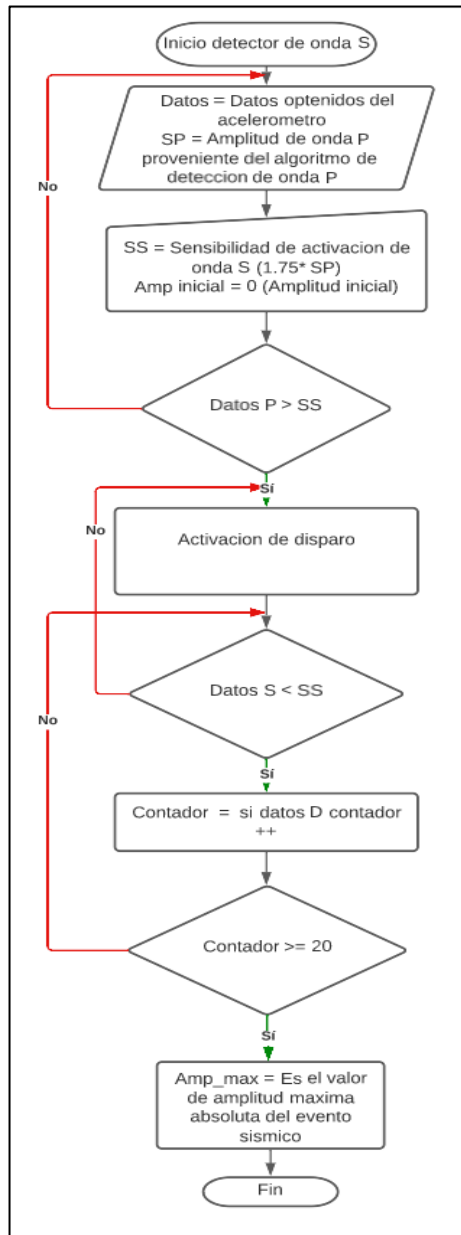 Inicio detector de onda S
Datos = Datos optenidos del
acelerometro
SP = Amplitud de onda P
proveniente del algoritmo de
deteccion de onda P
No
SS = Sensibilidad de activacion de
onda S (1.75* SP)
Amp inicial = 0 (Amplitud inicial)
Datos P > SS
Sí
No
Activacion de disparo
Datos S < SS
No
Sí
Contador = si datos D contador
++
Contador >= 20
Sí
Amp_max = Es el valor
de amplitud maxima
absoluta del evento
sismico
Fin